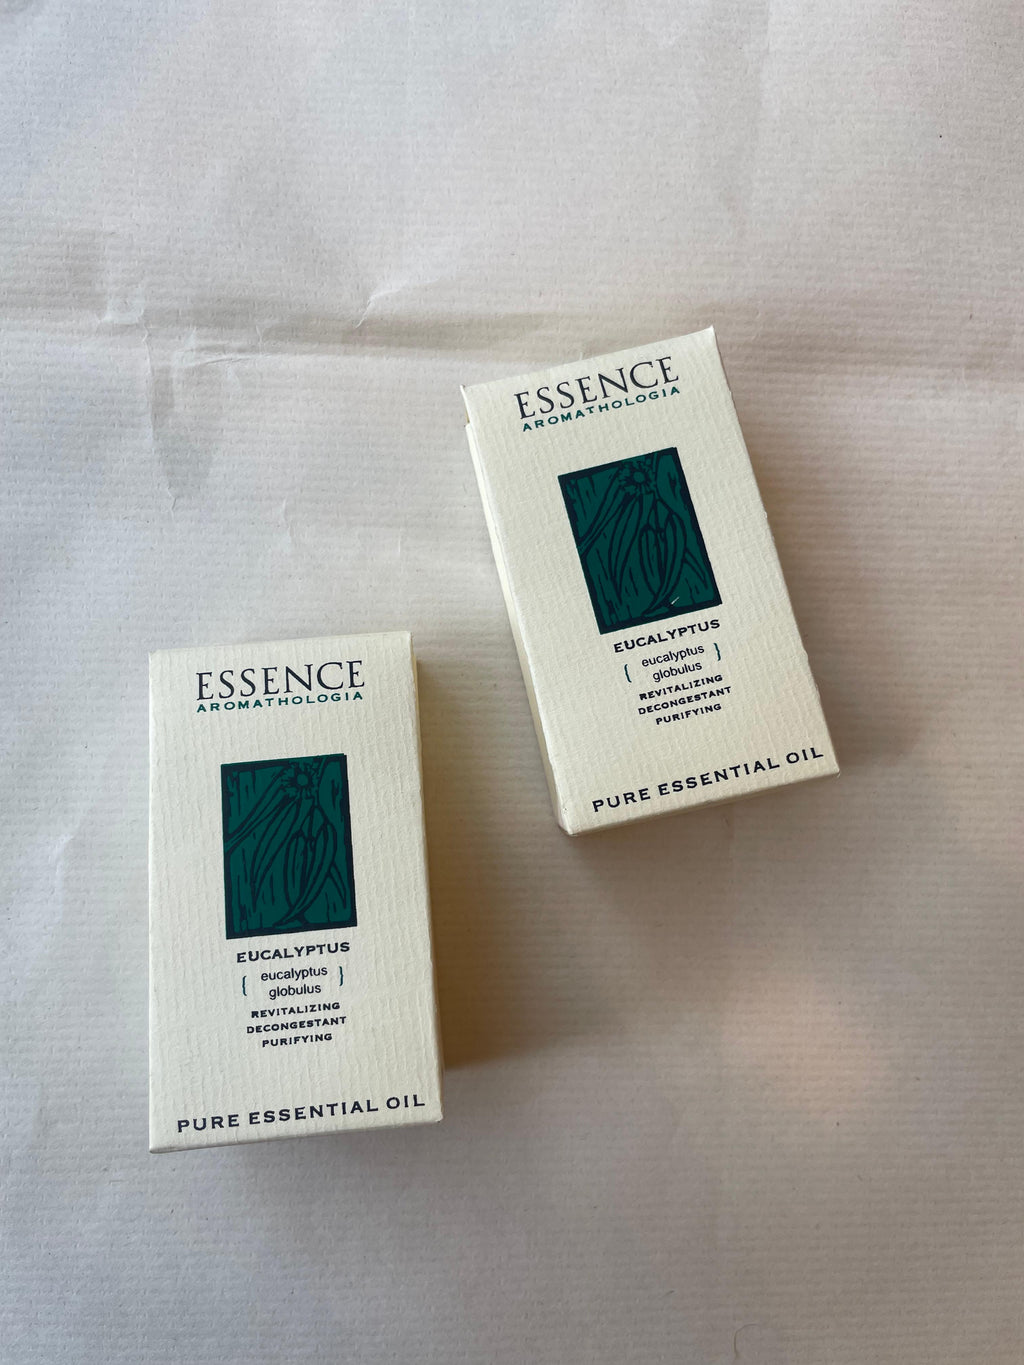 ESSENCE
AROMATHOLOGIA
EUCALYPTUS
{ eucalyptus }
globulus
REVITALIZING
DECONGESTANT
PURIFYING
PURE ESSENTIAL OIL
ESSENCE
AROMATHOLOGIA
EUCALYPTUS
{ eucalyptus }
globulus
REVITALIZING
DECONGESTANT
PURIFYING
PURE ESSENTIAL OIL